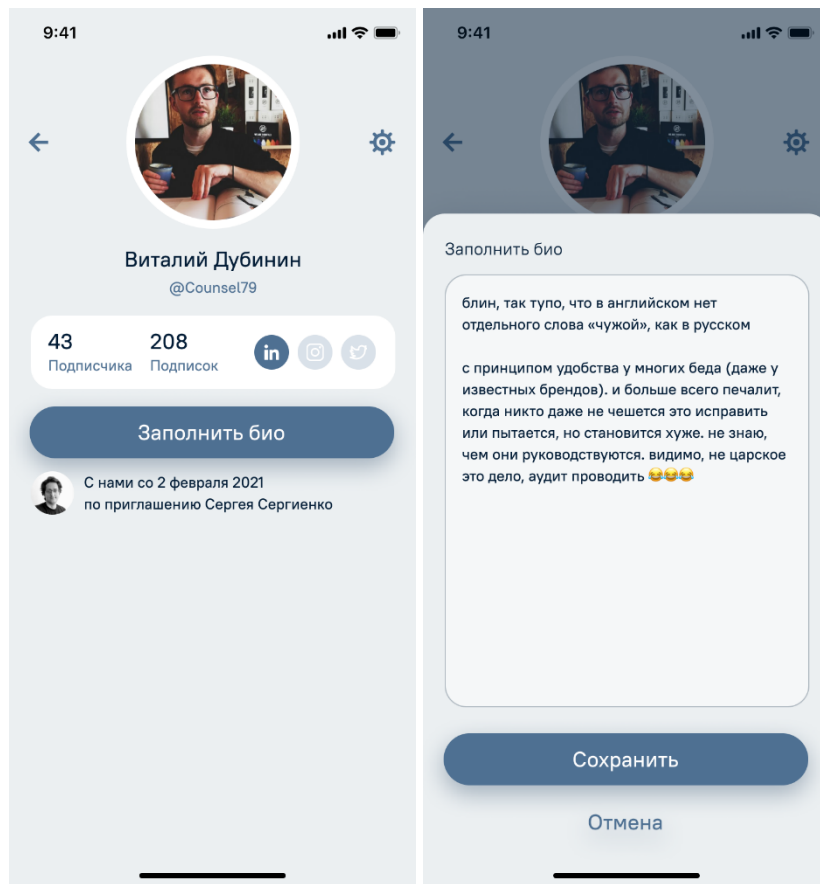 9:41
Виталий Дубинин
@Counsel79
43
208
Подписчика
Подписок
in
Заполнить био
С нами со 2 февраля 2021
по приглашению Сергея Сергиенко
9:41
Заполнить био
блин, так тупо, что в английском нет
отдельного слова «чужой», как в русском
с принципом удобства у многих беда (даже у
известных брендов). и больше всего печалит,
когда никто даже не чешется это исправить
или пытается, но становится хуже. не знаю,
чем они руководствуются. видимо, не царское
это дело, аудит проводить 😂😂😂
Сохранить
Отмена